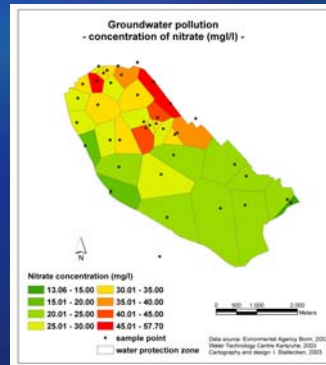 Groundwater pollution
- concentration of nitrate (mgl/l) -
N
Nitrate concentration (mg/l)
13.06 - 15.00
15.01 - 20.00
20.01 - 25.00
25.01 - 30.00
30.01 - 35.00
35.01 - 40.00
40.01 - 45.00
45.01 - 57.70
sample point
water protection zone
0 500 1.000 2.000
Meters
Data source: Environmental Agency Bonn, 2003
Water Technology Centre Karlsruhe, 2003
Cartography and design: I. Stallecken, 2003